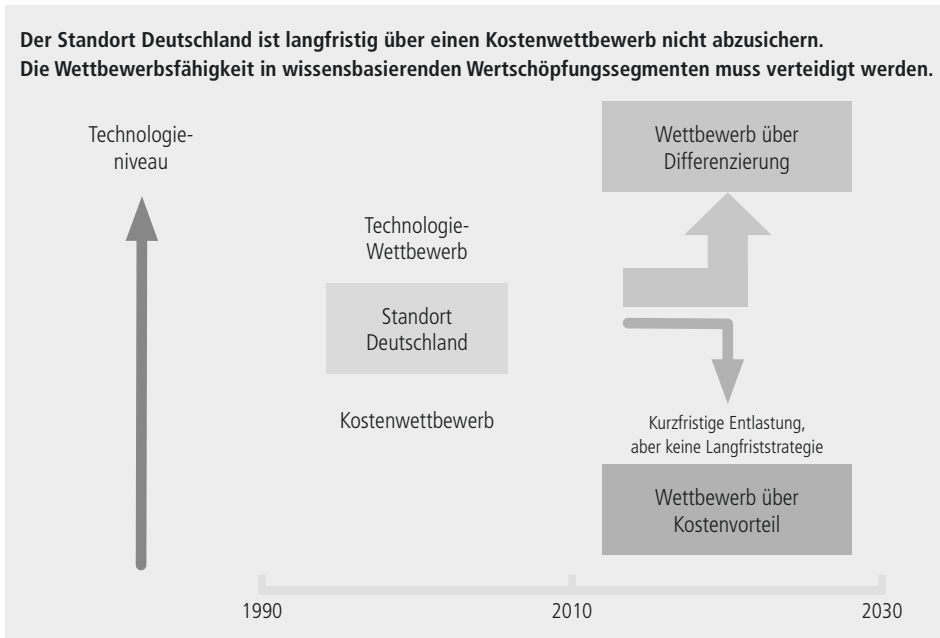 Der Standort Deutschland ist langfristig über einen Kostenwettbewerb nicht abzusichern.
Die Wettbewerbsfähigkeit in wissensbasierenden Wertschöpfungssegmenten muss verteidigt werden.
Technologie-
niveau
Wettbewerb über
Differenzierung
Technologie-
Wettbewerb
Standort
Deutschland
Kostenwettbewerb
Kurzfristige Entlastung,
aber keine Langfriststrategie
Wettbewerb über
Kostenvorteil
1990
2010
2030